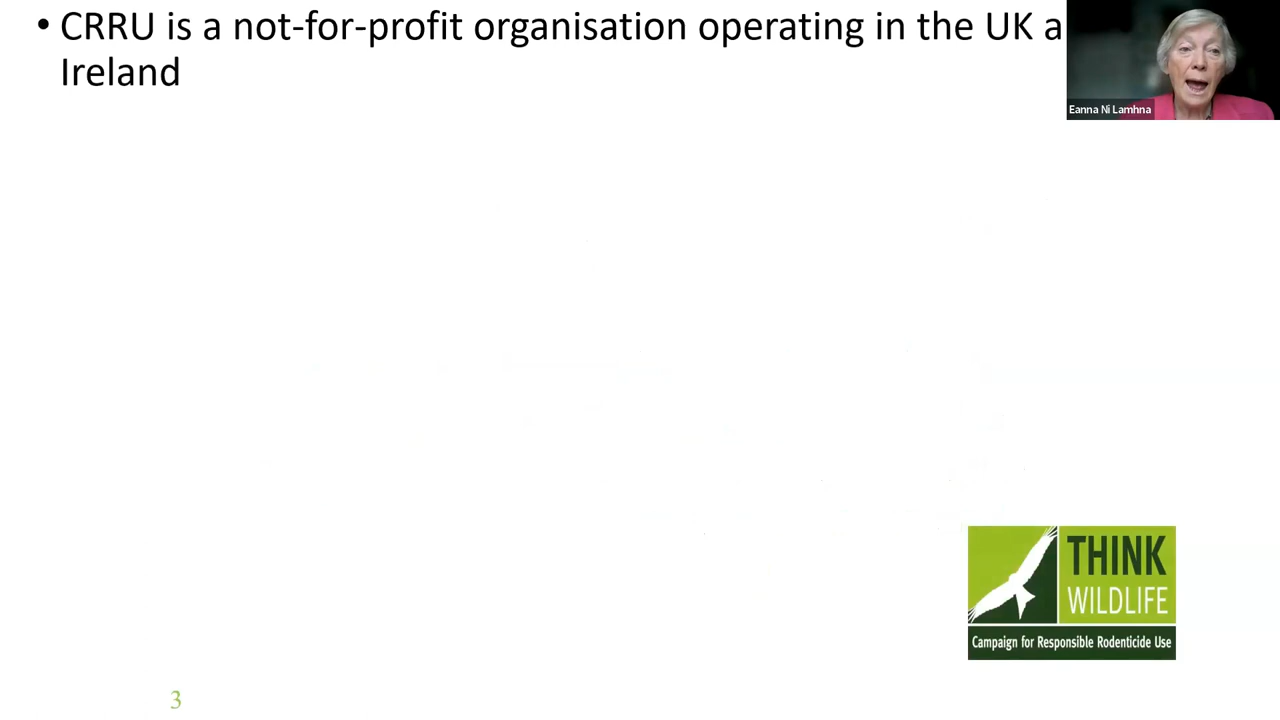 • CRRU is a not-for-profit organisation operating in the UK a
Ireland
Eanna Ni Lamhna
THINK
WILDLIFE
Campaign for Responsible Rodenticide Use
3